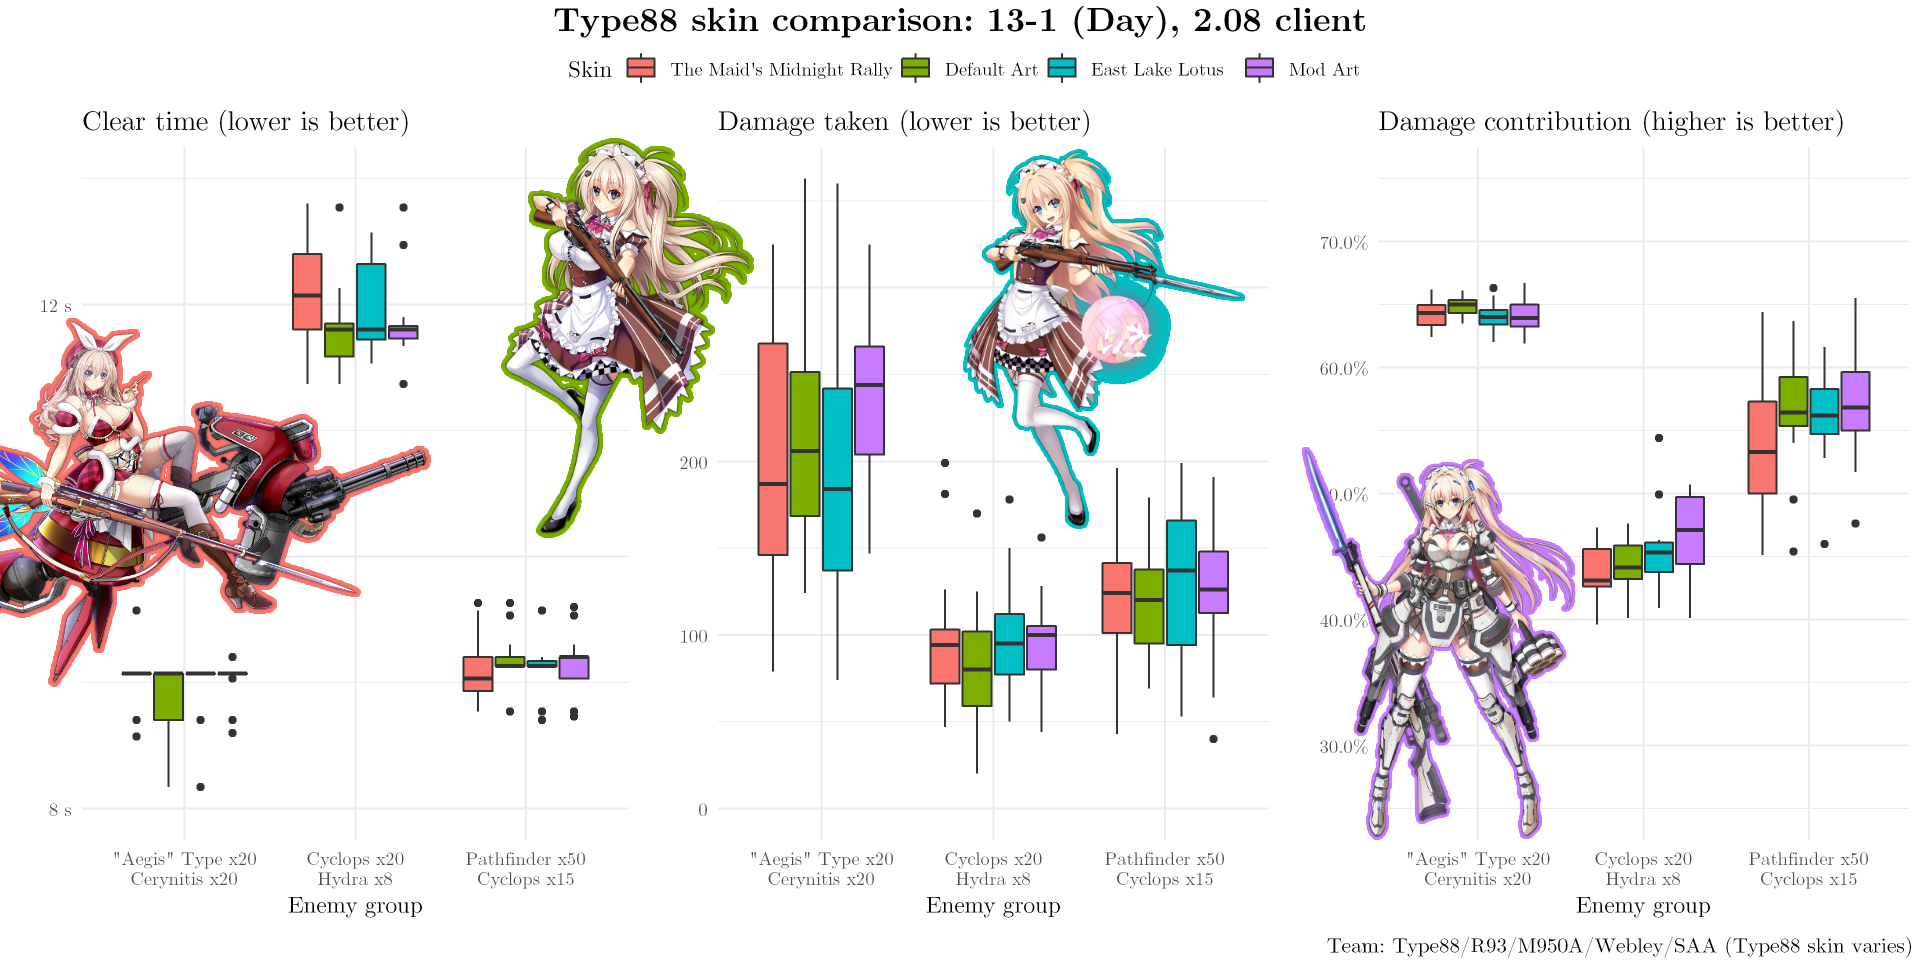 Type88 skin comparison: 13-1 (Day), 2.08 client
Skin The Maid's Midnight Rally Default Art East Lake Lotus Mod Art
Clear time (lower is better)
12 s
8 s
"Aegis" Type x20
Cerynitis x20
Cyclops x20
Hydra x8
Pathfinder x50
Cyclops x15
Enemy group
Damage taken (lower is better)
200
100
0
"Aegis" Type x20
Cerynitis x20
Cyclops x20
Hydra x8
Pathfinder x50
Cyclops x15
Enemy group
Damage contribution (higher is better)
70.0%
60.0%
0.0%
40.0%
30.0%
"Aegis" Type x20
Cerynitis x20
Cyclops x20
Hydra x8
Pathfinder x50
Cyclops x15
Enemy group
Team: Type88/R93/M950A/Webley/SAA (Type88 skin varies)